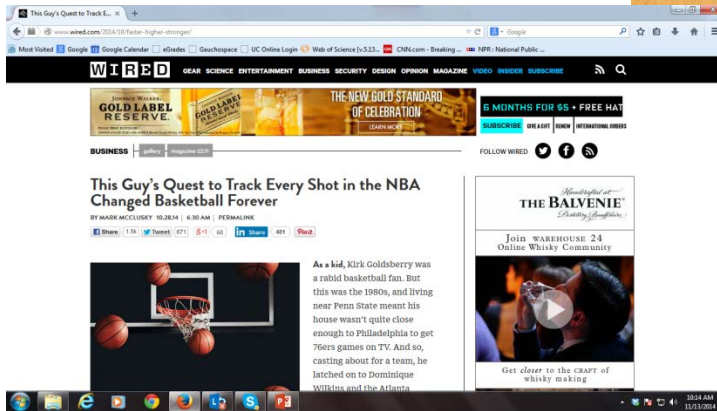 This Guy's Quest to Track E... × +
www.wired.com/2014/10/faster-higher-stronger/ Google
Most Visited Google Google Calendar eGrades Gauchospace UC Online Login Web of Science [v.5.13... CNN.com - Breaking ... NPR : National Public ...
WIRED GEAR SCIENCE ENTERTAINMENT BUSINESS SECURITY DESIGN OPINION MAGAZINE VIDEO INSIDER SUBSCRIBE
JOHNNIE WALKER.
GOLD LABEL
RESERVE.
GOLD LABEL
RESERVE
THE NEW GOLD STANDARD
OF CELEBRATION
LEARN MORE
6 MONTHS FOR $5 + FREE HAT
SUBSCRIBE GIVE A GIFT RENEW INTERNATIONAL ORDERS
BUSINESS gallery magazine-22.11
FOLLOW WIRED
This Guy's Quest to Track Every Shot in the NBA
Changed Basketball Forever
BY MARK MCCLUSKY 10.28.14 | 6:30 AM | PERMALINK
Share 1.5k Tweet 871 g+1 in Share 481 Pin it
As a kid, Kirk Goldsberry was
a rabid basketball fan. But
this was the 1980s, and living
near Penn State meant his
house wasn't quite close
enough to Philadelphia to get
76ers games on TV. And so,
casting about for a team, he
latched on to Dominique
Wilkins and the Atlanta
Handcrafted at
THE BALVENIE
Distillery, Banffshire
Join WAREHOUSE 24
Online Whisky Community
Get closer to the CRAFT of
whisky making
10:14 AM
11/13/2014